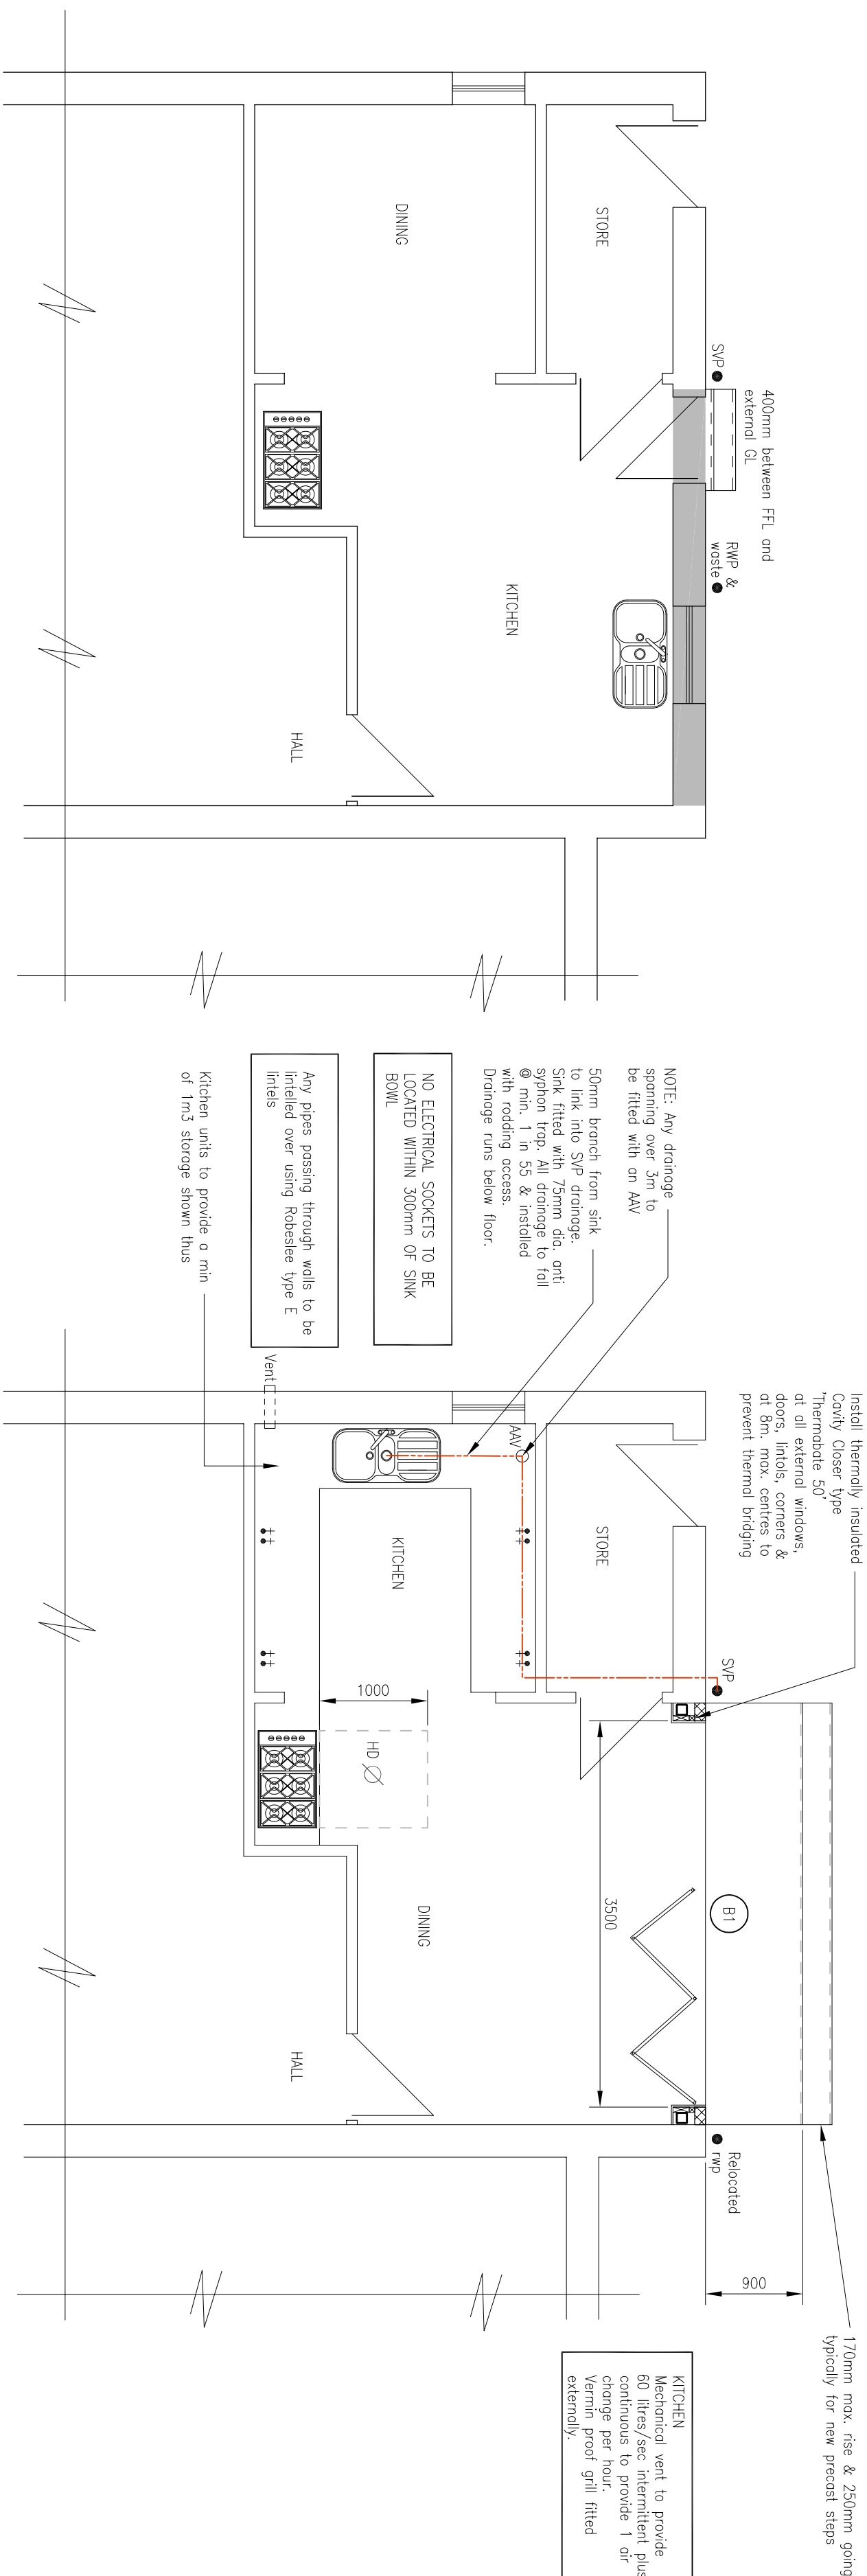 400mm between FFL and
external GL
SVP
RWP &
waste
STORE
DINING
KITCHEN
HALL
Install thermally insulated
Cavity Closer type
'Thermabate 50'
at all external windows,
doors, lintols, corners &
at 8m. max. centres to
prevent thermal bridging
NOTE: Any drainage
spanning over 3m to
be fitted with an AAV
50mm branch from sink
to link into SVP drainage.
Sink fitted with 75mm dia. anti
syphon trap. All drainage to fall
@ min. 1 in 55 & installed
with rodding access.
Drainage runs below floor.
NO ELECTRICAL SOCKETS TO BE
LOCATED WITHIN 300mm OF SINK
BOWL
Any pipes passing through walls to be
lintelled over using Robeslee type E
lintels
Kitchen units to provide a min
of 1m3 storage shown thus
Vent
AAV
STORE
KITCHEN
SVP
1000
HD
3500
B1
DINING
HALL
Relocated
rwp
900
170mm max. rise & 250mm going
typically for new precast steps
KITCHEN
Mechanical vent to provide
60 litres/sec intermittent plus
continuous to provide 1 air
change per hour.
Vermin proof grill fitted
externally.